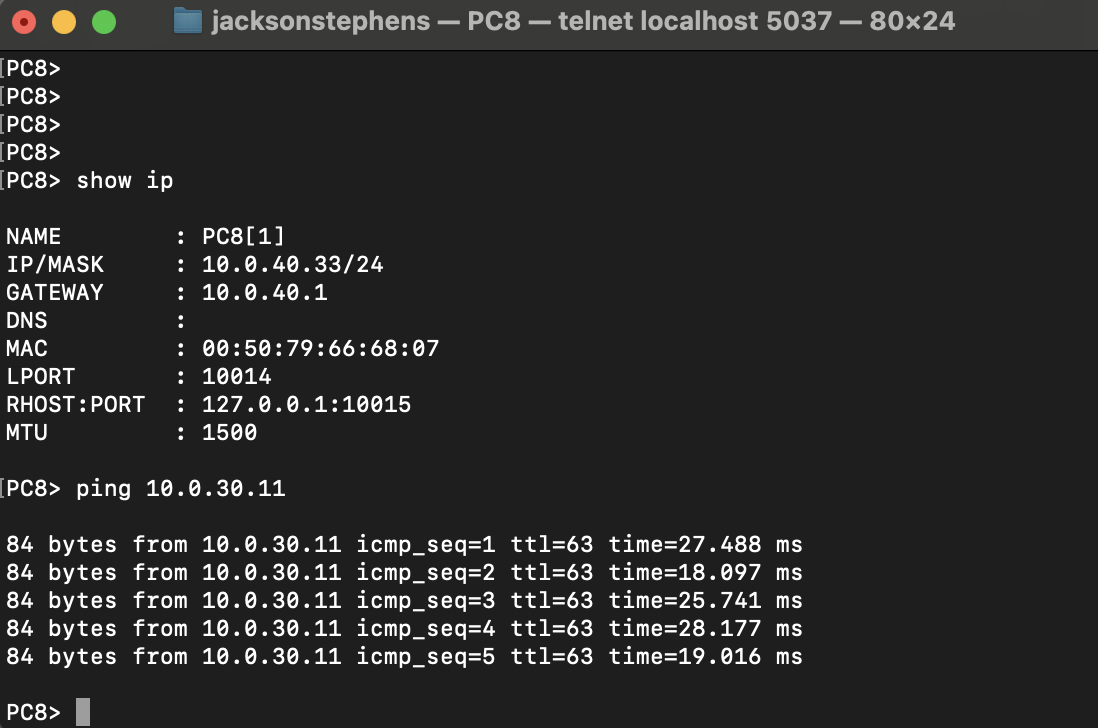 jacksonstephens — PC8 — telnet localhost 5037 — 80×24
[PC8>
[PC8>
[PC8>
[PC8>
[PC8> show ip
NAME        : PC8[1]
IP/MASK     : 10.0.40.33/24
GATEWAY     : 10.0.40.1
DNS         :
MAC         : 00:50:79:66:68:07
LPORT       : 10014
RHOST:PORT  : 127.0.0.1:10015
MTU         : 1500
[PC8> ping 10.0.30.11
84 bytes from 10.0.30.11 icmp_seq=1 ttl=63 time=27.488 ms
84 bytes from 10.0.30.11 icmp_seq=2 ttl=63 time=18.097 ms
84 bytes from 10.0.30.11 icmp_seq=3 ttl=63 time=25.741 ms
84 bytes from 10.0.30.11 icmp_seq=4 ttl=63 time=28.177 ms
84 bytes from 10.0.30.11 icmp_seq=5 ttl=63 time=19.016 ms
PC8>